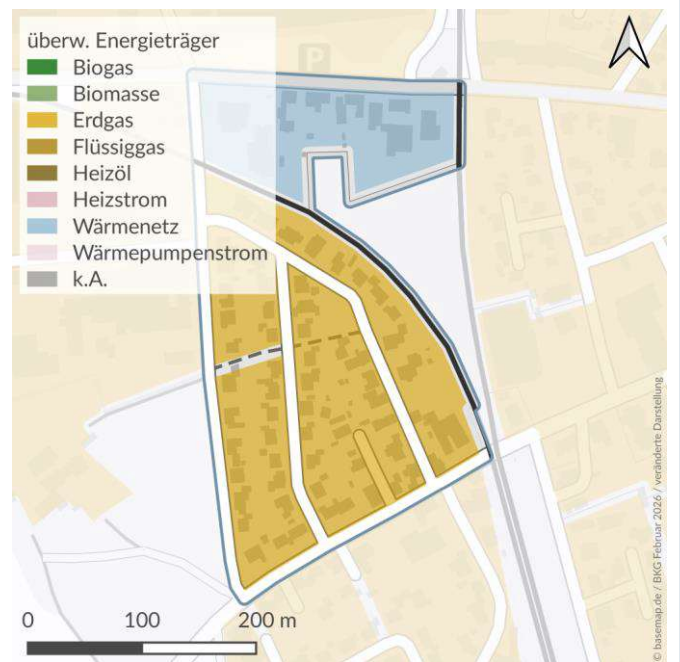 überw. Energieträger
Biogas
Biomasse
Erdgas
Flüssiggas
Heizöl
Heizstrom
Wärmenetz
Wärmepumpenstrom
k.A.
P
0 100 200 m
© basemap.de / BKG Februar 2026 / veränderte Darstellung